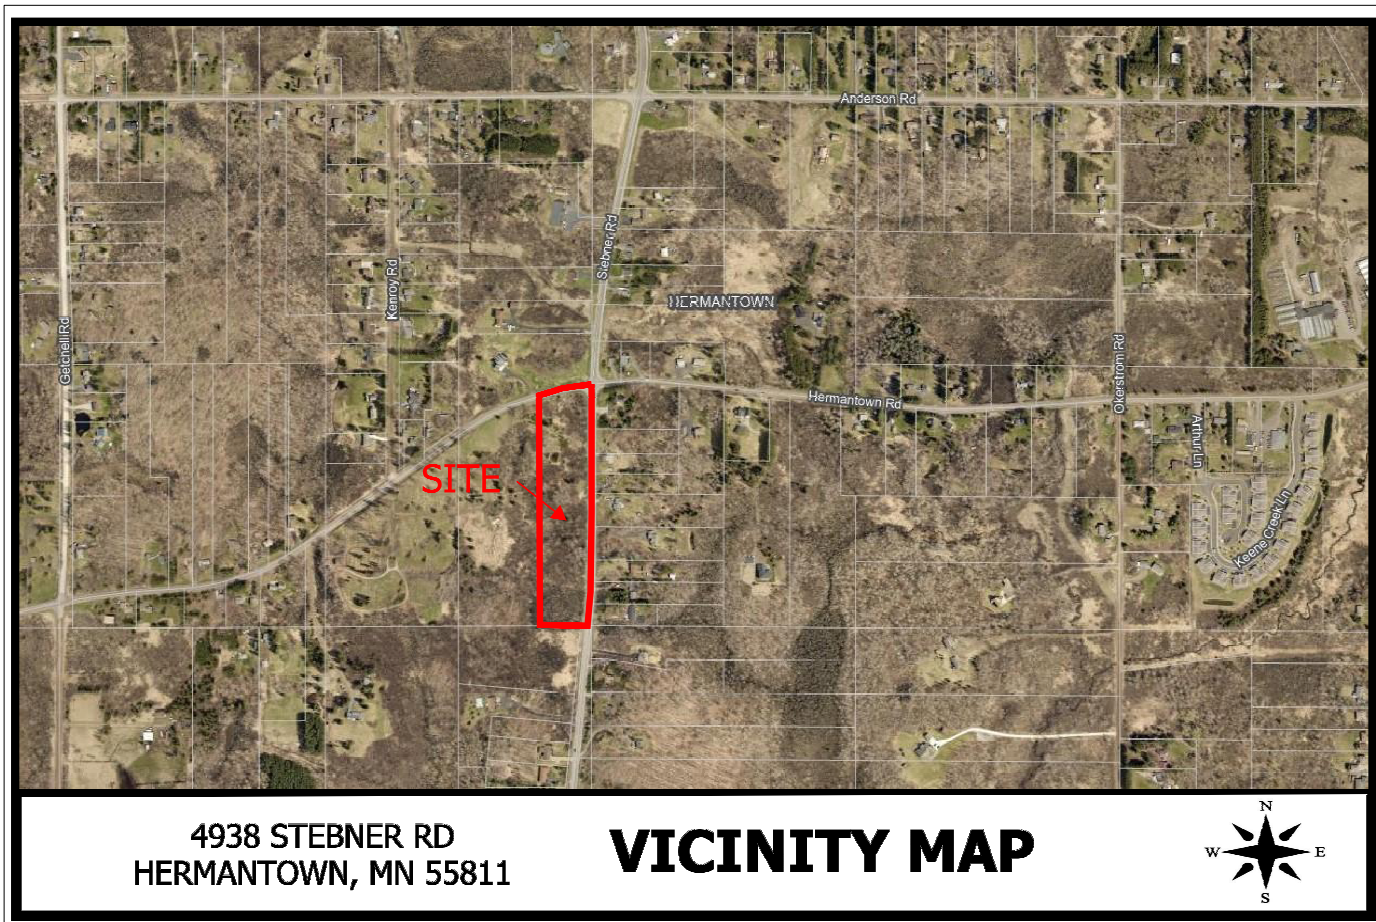 Anderson Rd
Stebner Rd
Kenroy Rd
HERMANTOWN
Getchell Rd
Okerstrom Rd
Hermantown Rd
Arthur Ln
SITE
Keene Creek Ln
4938 STEBNER RD
HERMANTOWN, MN 55811
VICINITY MAP
N
W
E
S